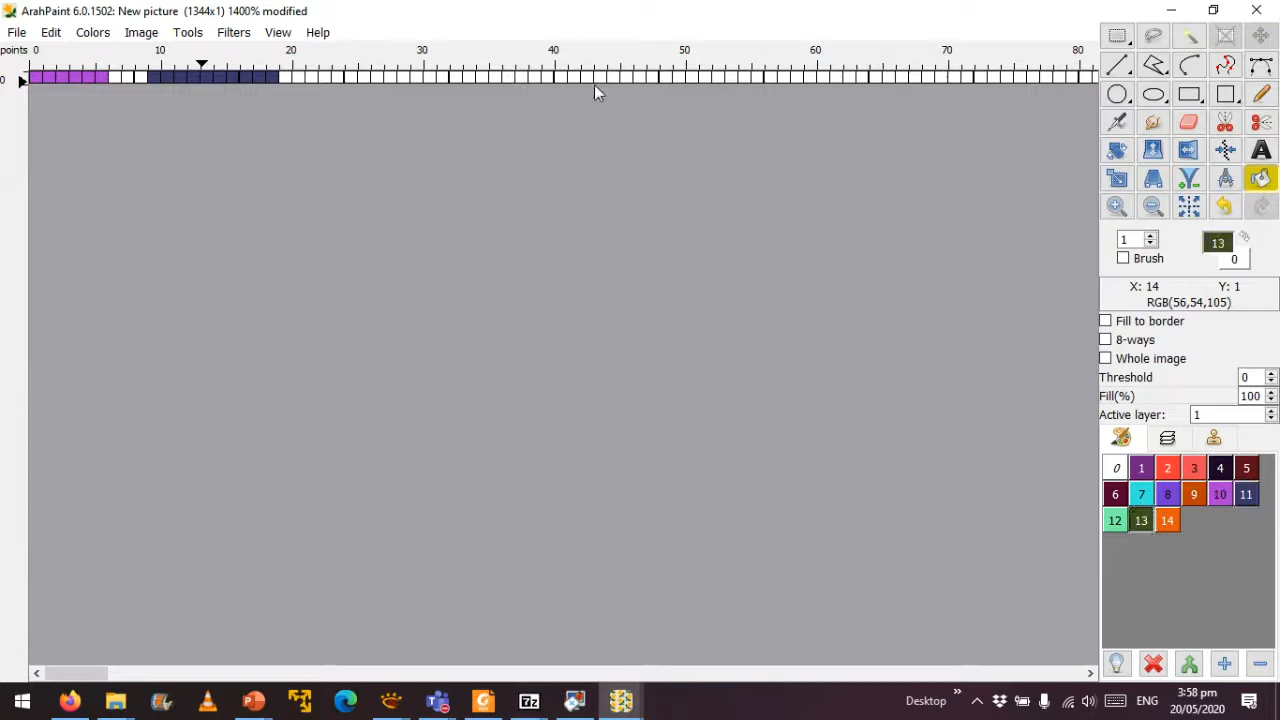 ArahPaint 6.0.1502: New picture (1344x1) 1400% modified
File Edit Colors Image Tools Filters View Help
points 0 10 20 30 40 50 60 70 80
0
A
1 13
Brush 0
X: 14 Y: 1
RGB(56,54,105)
Fill to border
8-ways
Whole image
Threshold 0
Fill(%) 100
Active layer: 1
0 1 2 3 4 5
6 7 8 9 10 11
12 13 14
7z
Desktop
ENG
3:58 pm
20/05/2020